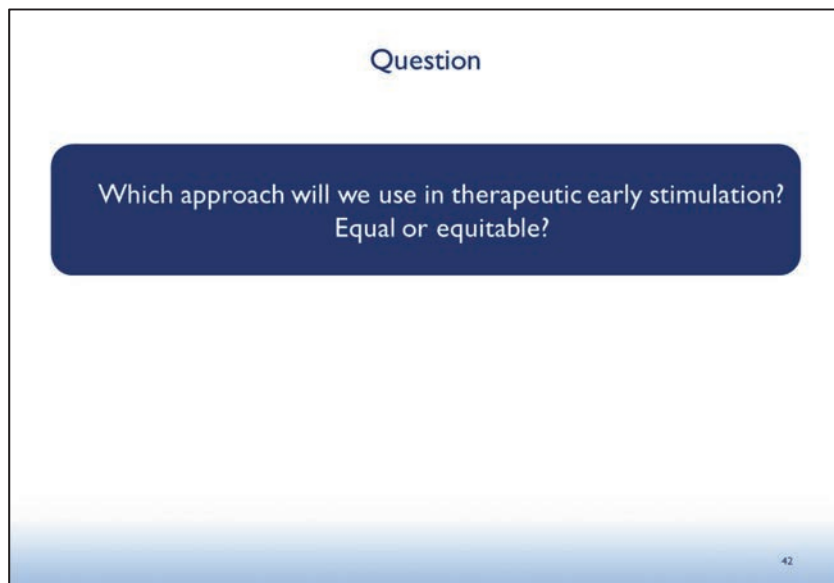 Question
Which approach will we use in therapeutic early stimulation?
Equal or equitable?
42